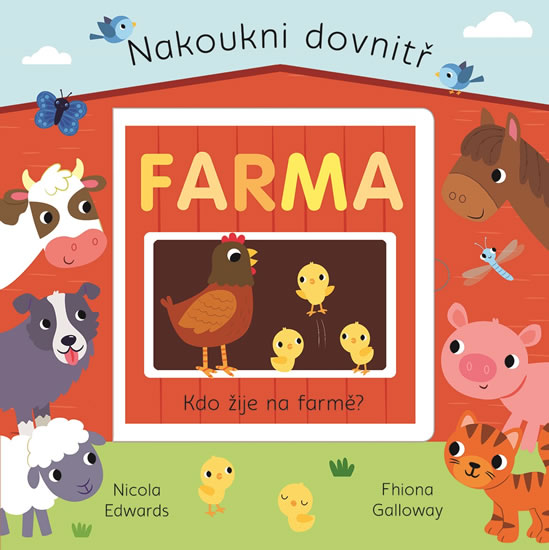 Nakoukni dovnitř
FARMA
Kdo žije na farmě?
Nicola
Edwards
Fhiona
Galloway